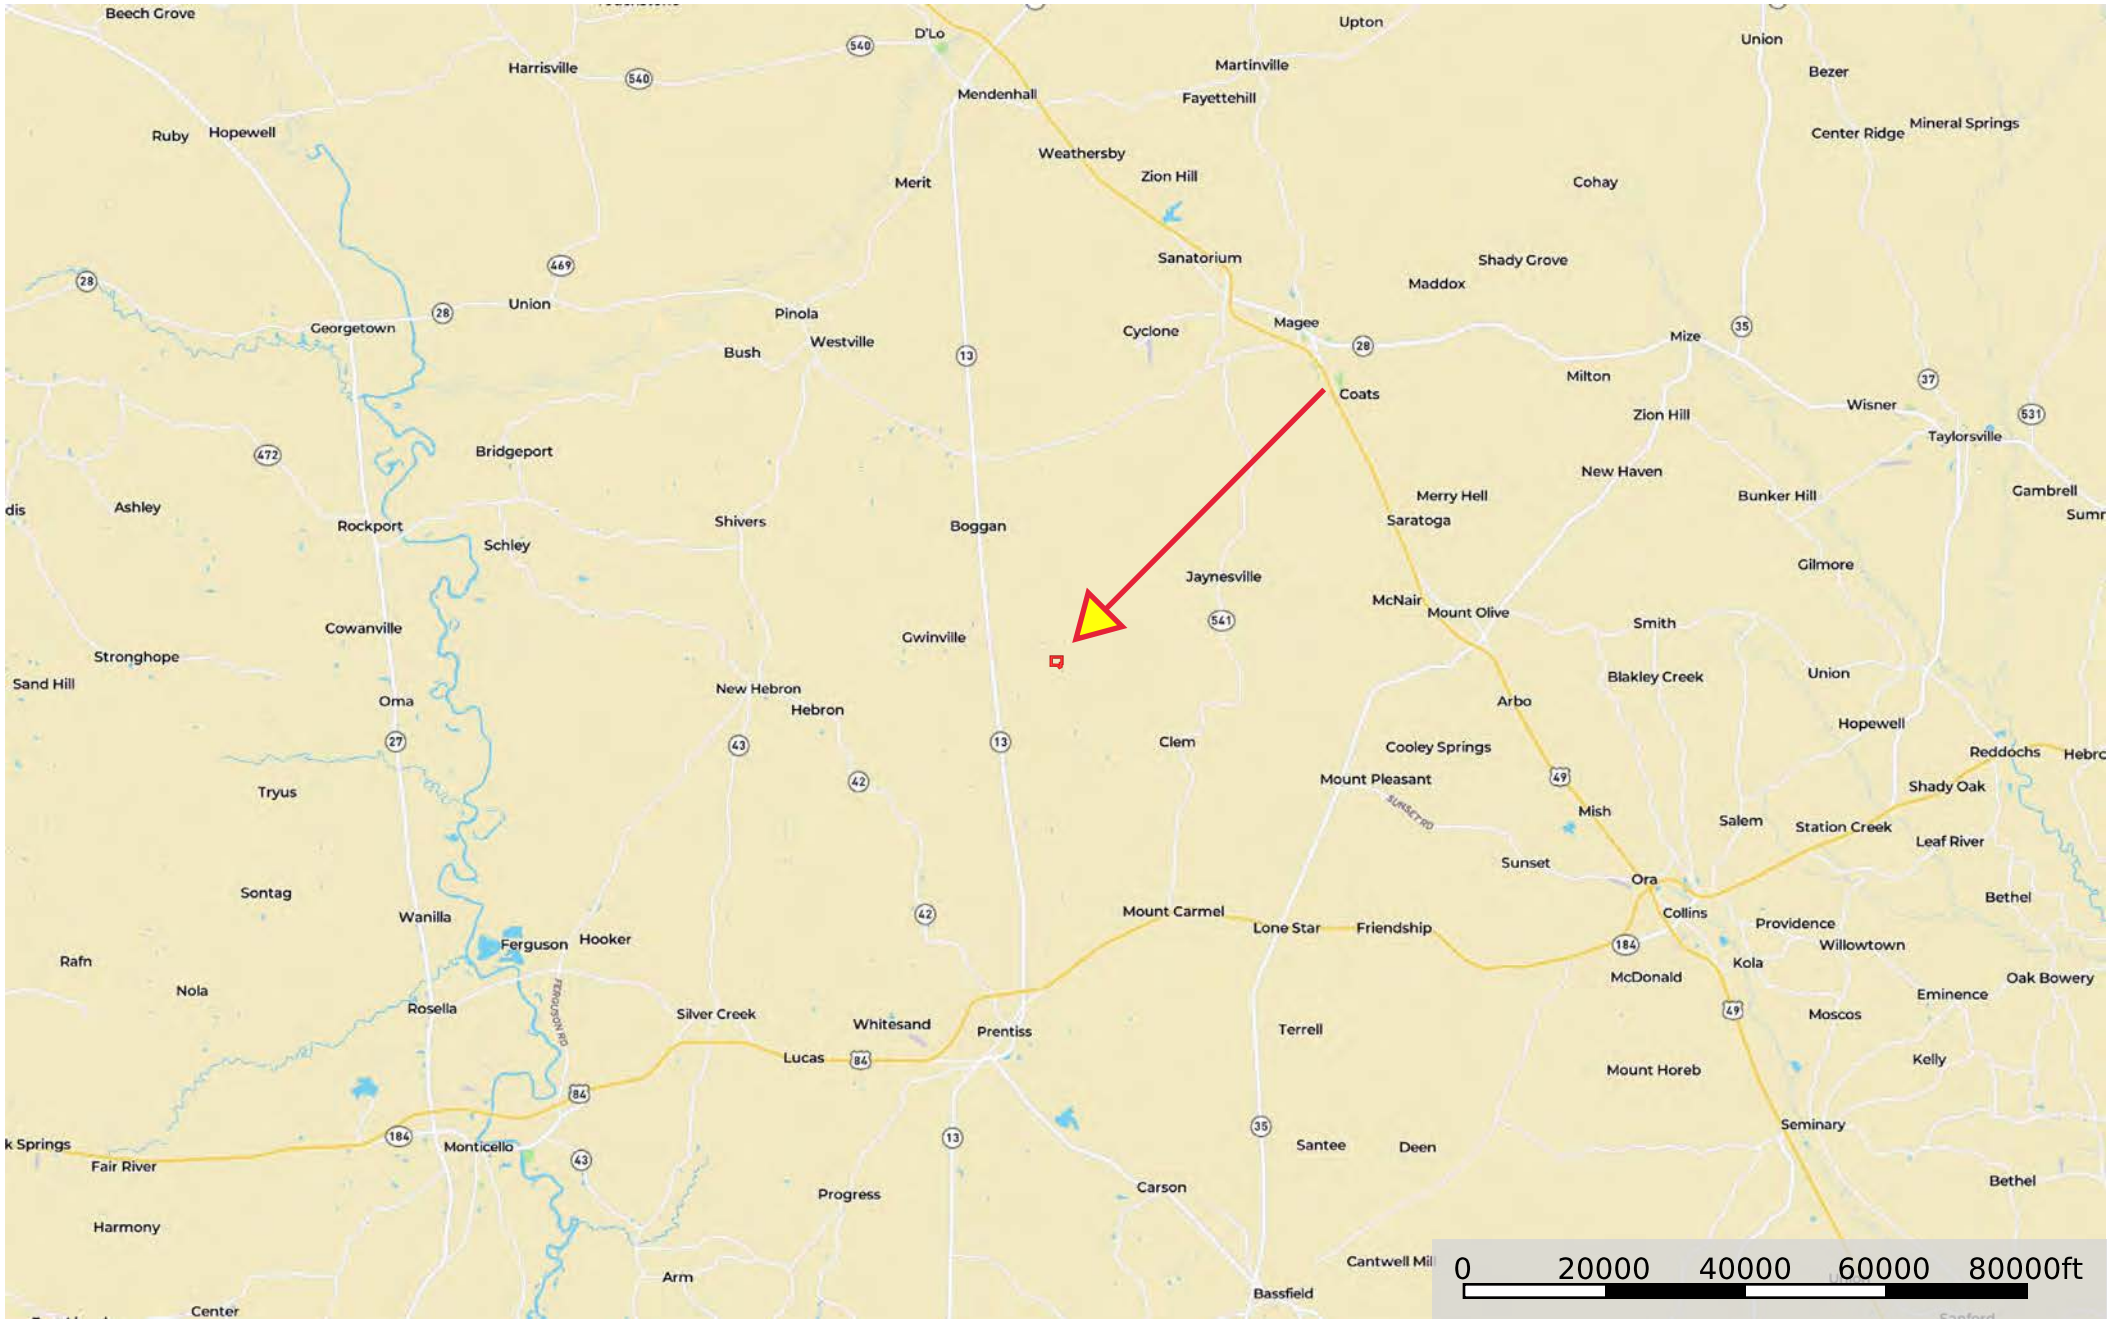 Beech Grove
D'Lo
Upton
Union
540
Harrisville
540
Martinville
Bezer
Mendenhall
Fayettehill
Ruby
Hopewell
Center Ridge
Mineral Springs
Weathersby
Zion Hill
Merit
Cohay
Sanatorium
Shady Grove
28
469
Maddox
Union
28
Pinola
Georgetown
Cyclone
Magee
35
Westville
Bush
13
28
Mize
Milton
37
Coats
Wisner
Zion Hill
531
Taylorsville
Bridgeport
472
New Haven
Merry Hell
Bunker Hill
Gambrell
dis
Ashley
Rockport
Shivers
Boggan
Saratoga
Sumr
Schley
Jaynesville
Gilmore
McNair
Mount Olive
Cowanville
Gwinville
541
Smith
Stronghope
Sand Hill
New Hebron
Blakley Creek
Union
Oma
Hebron
Arbo
Hopewell
27
43
13
Clem
Cooley Springs
Reddochs
Hebro
Tryus
42
Mount Pleasant
49
Shady Oak
SUNSET RD
Mish
Salem
Station Creek
Leaf River
Sunset
Sontag
Ora
Wanilla
42
Mount Carmel
Collins
Bethel
Lone Star
Friendship
Providence
Ferguson
Hooker
184
Willowtown
Rafn
Kola
Nola
McDonald
Oak Bowery
Eminence
Rosella
FERGUSON RD
Silver Creek
Whitesand
Prentiss
Terrell
49
Moscos
Lucas
84
Mount Horeb
Kelly
84
184
13
35
Seminary
k Springs
Monticello
Santee
Deen
Fair River
43
Progress
Carson
Bethel
Harmony
Cantwell Mil
Arm
Bassfield
Center
0 20000 40000 60000 80000ft
Union
Sanford